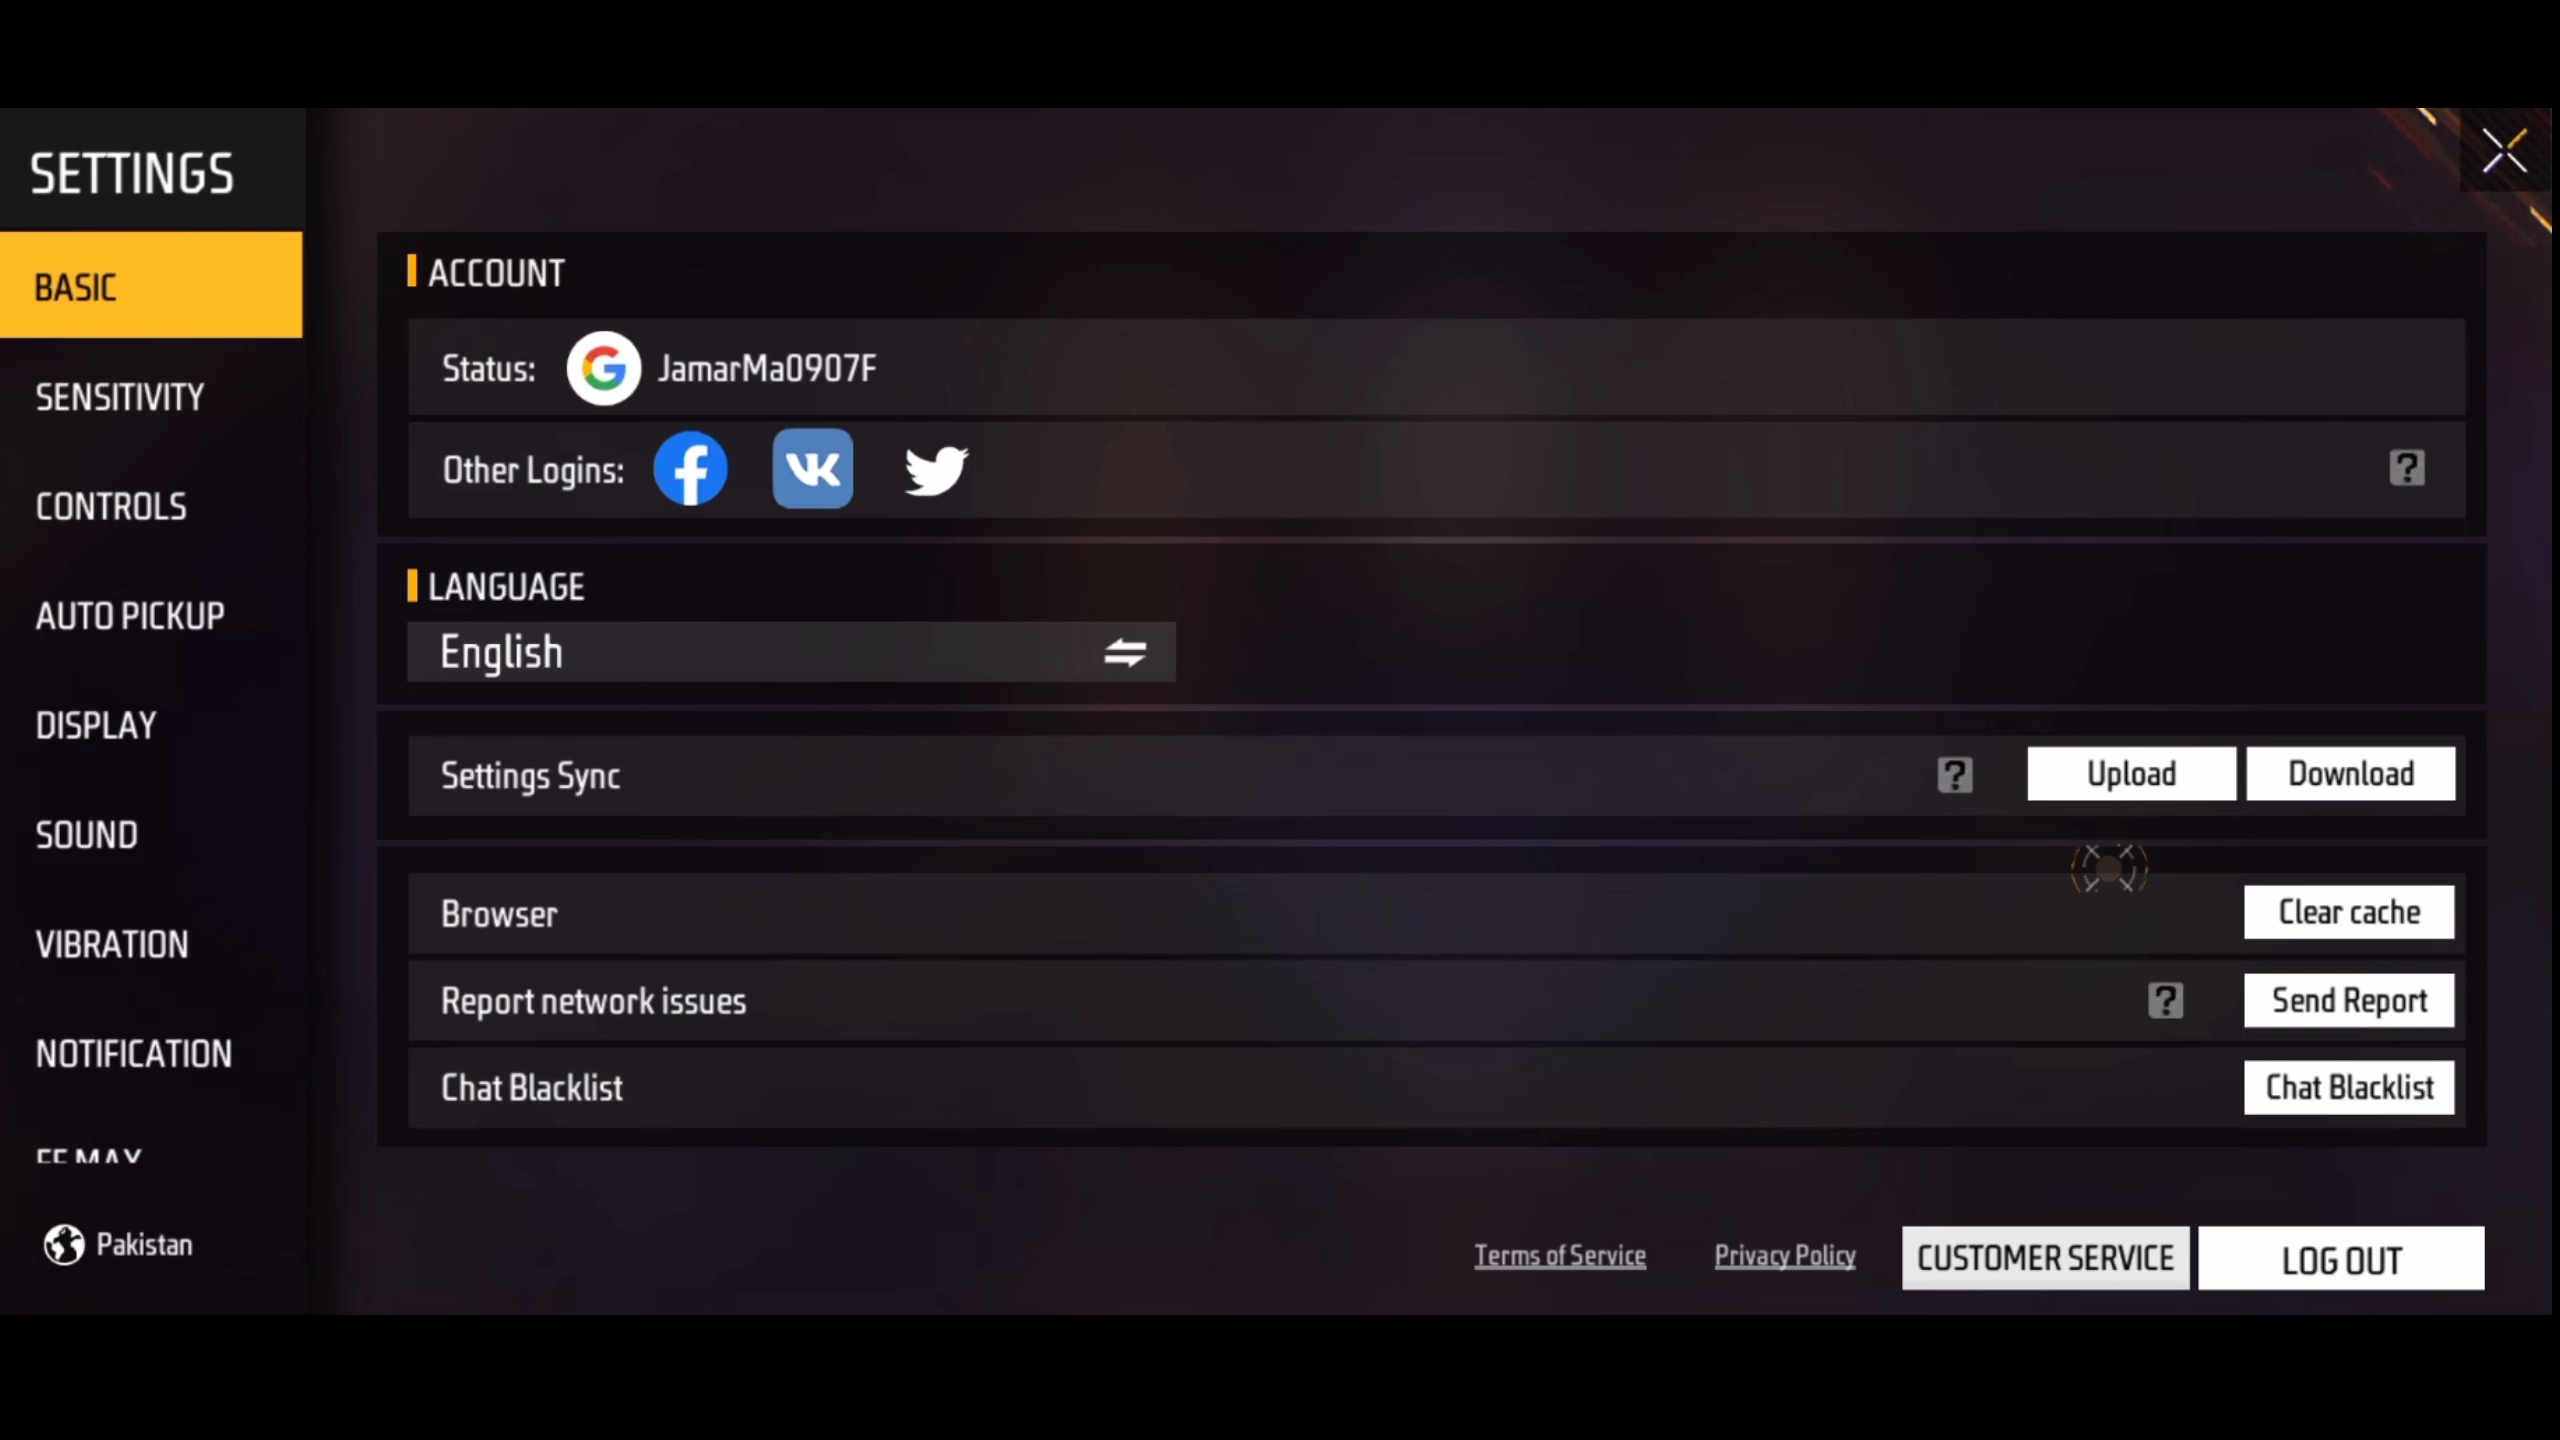 SETTINGS
BASIC
SENSITIVITY
CONTROLS
AUTO PICKUP
DISPLAY
SOUND
VIBRATION
NOTIFICATION
FF MAX
Pakistan
ACCOUNT
Status: JamarMa0907F
Other Logins:
?
LANGUAGE
English
Settings Sync ? Upload Download
Browser Clear cache
Report network issues ? Send Report
Chat Blacklist Chat Blacklist
Terms of Service Privacy Policy CUSTOMER SERVICE LOG OUT